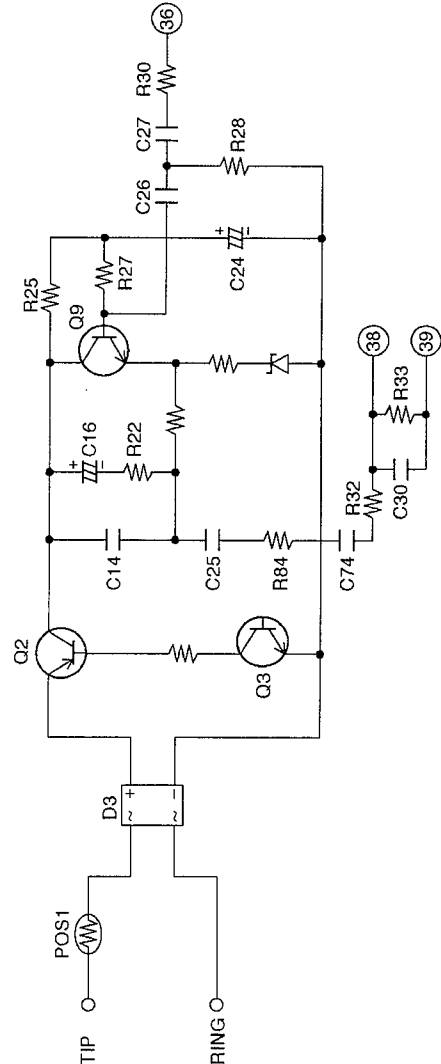 TIP
RING
POS1
D3
~ +
~ −
Q2
Q3
C14
C16
+
−
R22
C25
R84
C74
Q9
R25
R27
C24
+
−
C26
C27
R28
R30
36
R32
C30
R33
38
39